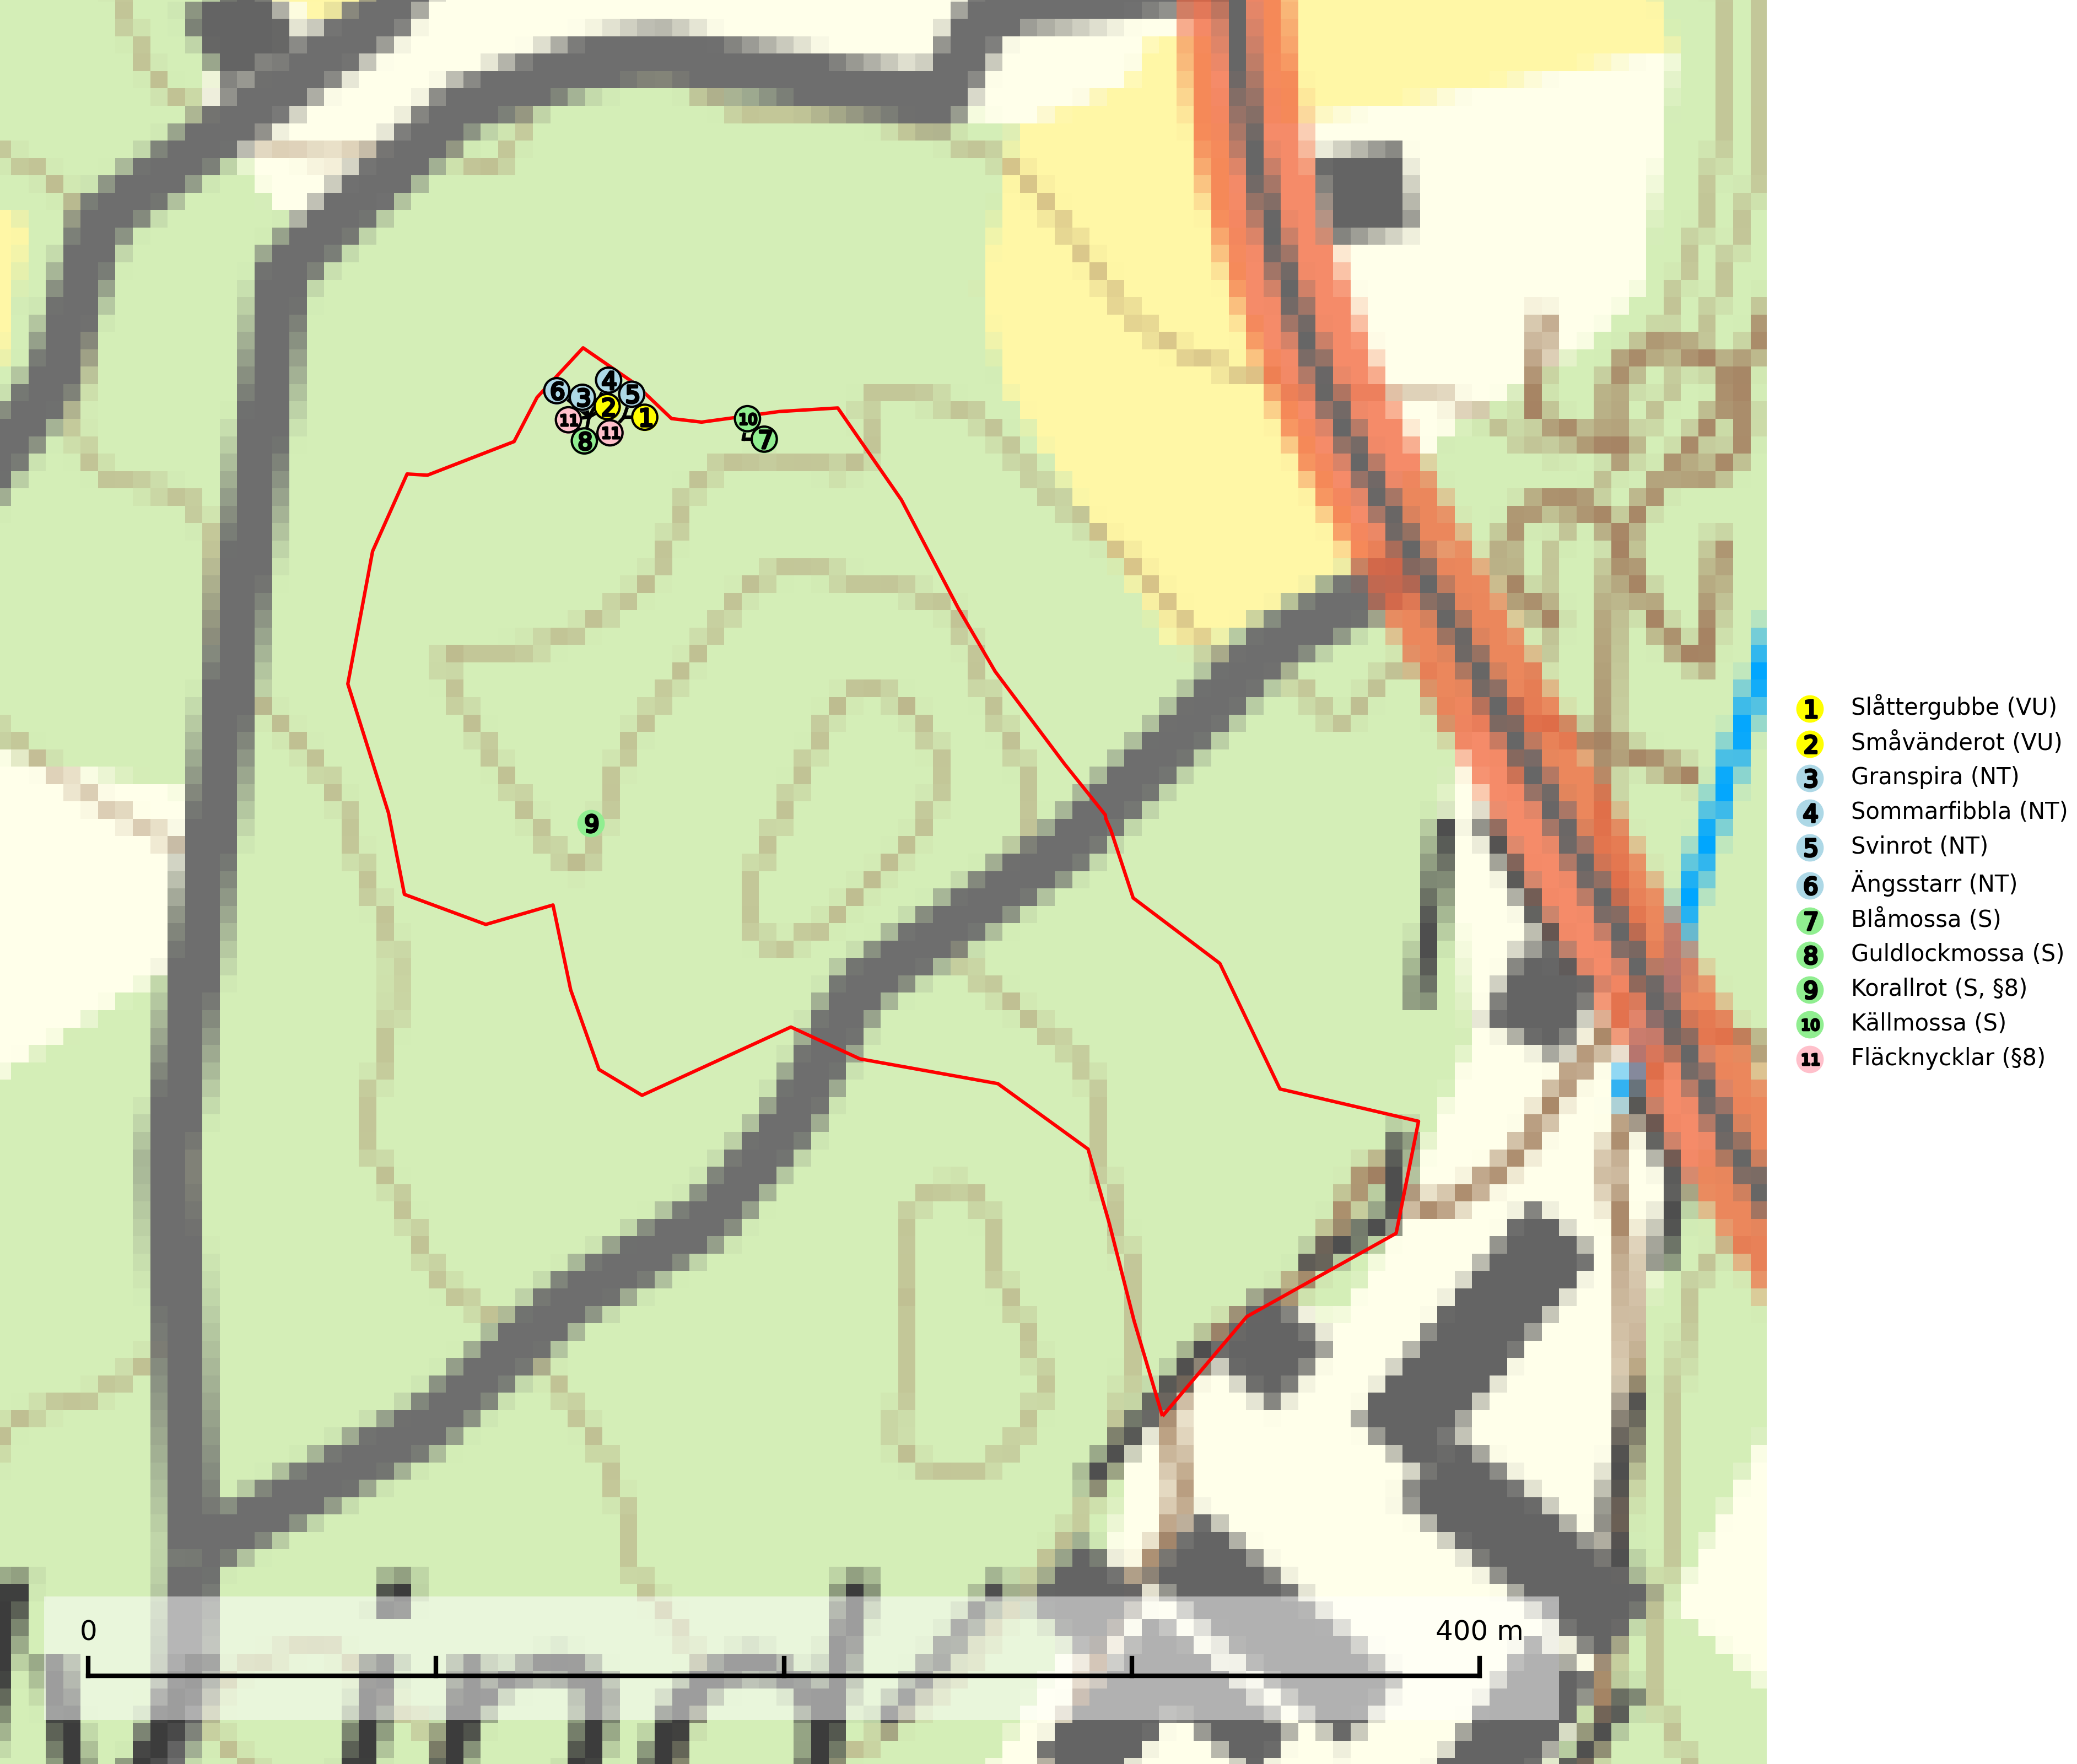 4
6
3
5
2
11
1
10
11
8
7
9
1 Slåttergubbe (VU)
2 Småvänderot (VU)
3 Granspira (NT)
4 Sommarfibbla (NT)
5 Svinrot (NT)
6 Ängsstarr (NT)
7 Blåmossa (S)
8 Guldlockmossa (S)
9 Korallrot (S, §8)
10 Källmossa (S)
11 Fläcknycklar (§8)
0 400 m